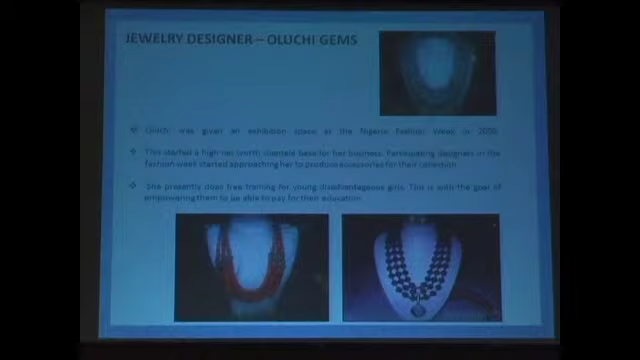 JEWELRY DESIGNER – OLUCHI GEMS
Oluchi was given an exhibition space at the Nigeria Fashion Week in
This started a high net worth clientele base for her business. Participating designers in the
fashion week started approaching her to produce accessories for their collection.
She presently does free training for young disadvantageous girls. This is with the goal of
empowering them to be able to pay for their education.